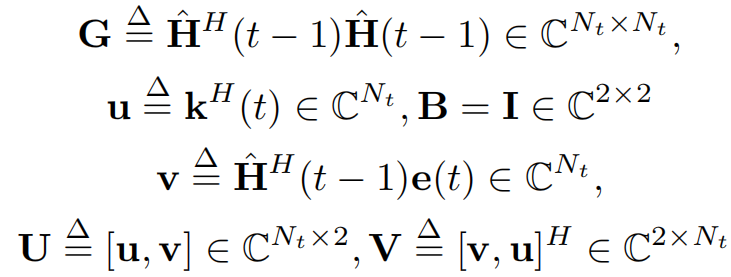 G ≜ Ĥ^H(t − 1)Ĥ(t − 1) ∈ ℂ^{N_t×N_t},
u ≜ k^H(t) ∈ ℂ^{N_t}, B = I ∈ ℂ^{2×2}
v ≜ Ĥ^H(t − 1)e(t) ∈ ℂ^{N_t},
U ≜ [u, v] ∈ ℂ^{N_t×2}, V ≜ [v, u]^H ∈ ℂ^{2×N_t}